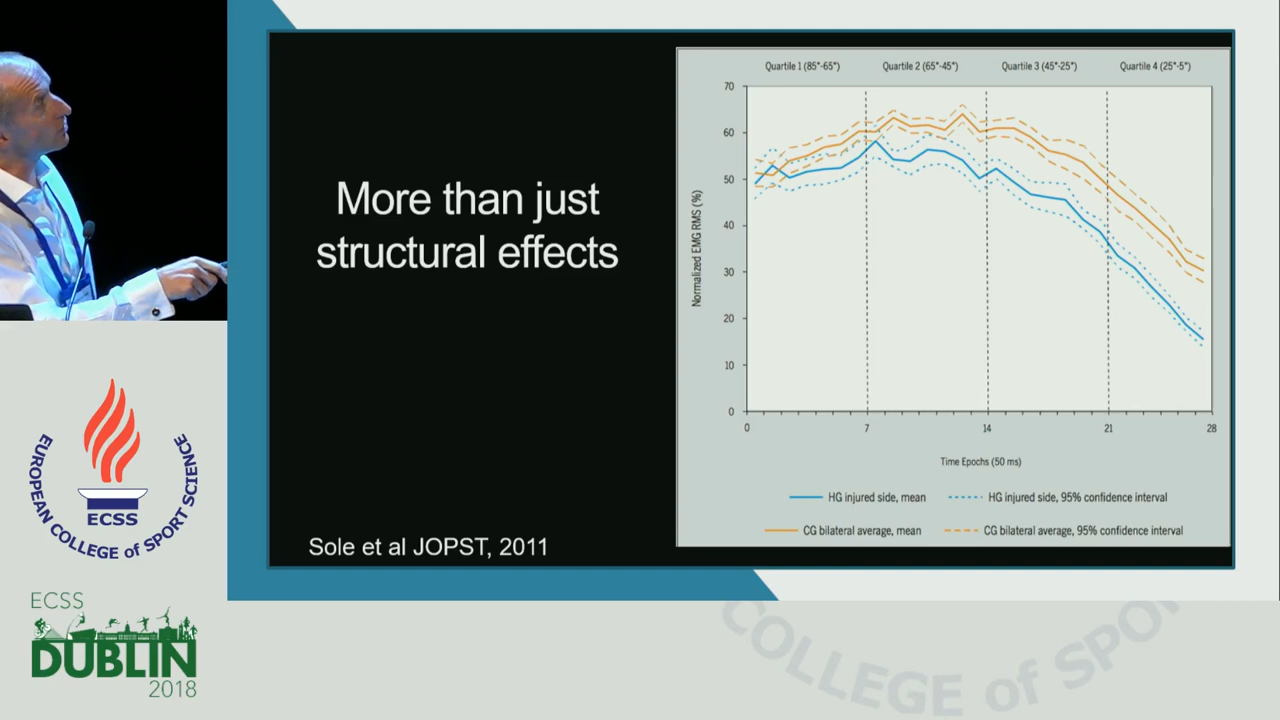 More than just
structural effects
Sole et al JOPST, 2011
Quartile 1 (85°-65°) Quartile 2 (65°-45°) Quartile 3 (45°-25°) Quartile 4 (25°-5°)
Normalized EMG RMS (%)
70
60
50
40
30
20
10
0
0 7 14 21 28
Time Epochs (50 ms)
HG injured side, mean HG injured side, 95% confidence interval
CG bilateral average, mean CG bilateral average, 95% confidence interval
EUROPEAN COLLEGE of SPORT SCIENCE
ECSS
ECSS
DUBLIN
2018
COLLEGE of SPOR